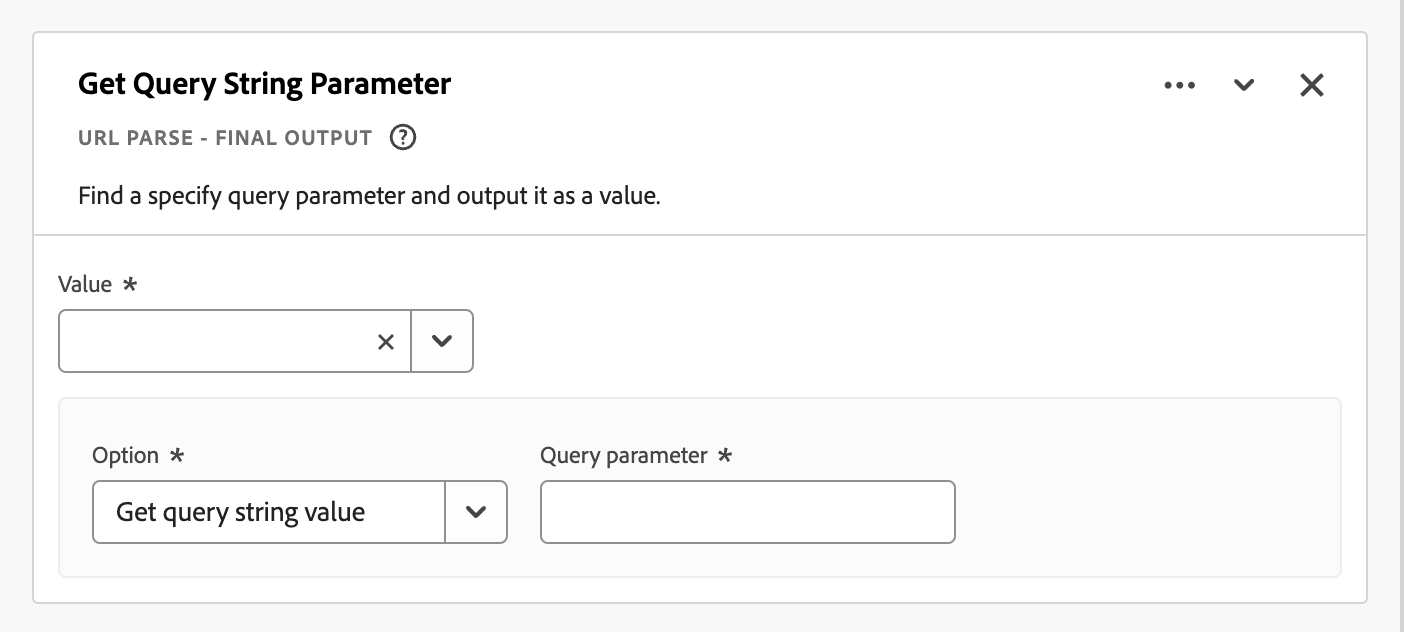 Get Query String Parameter
URL PARSE - FINAL OUTPUT ?
Find a specify query parameter and output it as a value.
Value *
Option *
Query parameter *
Get query string value